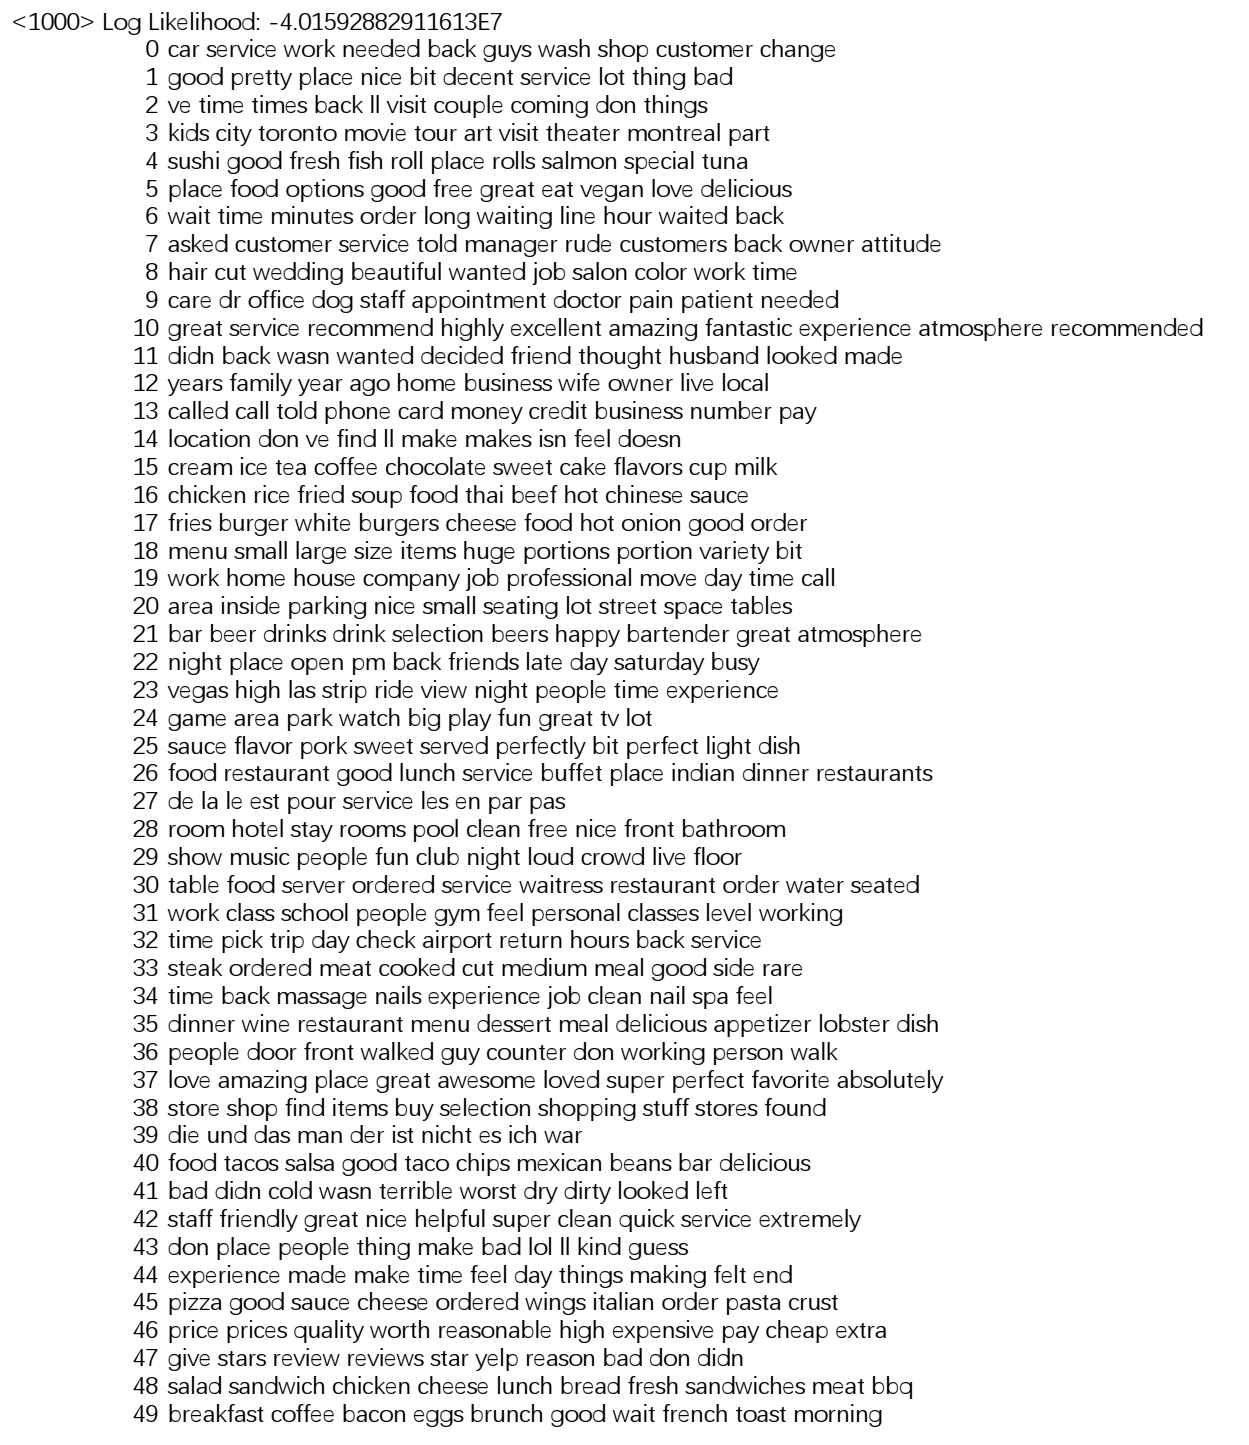 <1000> Log Likelihood: -4.01592882911613E7
0 car service work needed back guys wash shop customer change
1 good pretty place nice bit decent service lot thing bad
2 ve time times back ll visit couple coming don things
3 kids city toronto movie tour art visit theater montreal part
4 sushi good fresh fish roll place rolls salmon special tuna
5 place food options good free great eat vegan love delicious
6 wait time minutes order long waiting line hour waited back
7 asked customer service told manager rude customers back owner attitude
8 hair cut wedding beautiful wanted job salon color work time
9 care dr office dog staff appointment doctor pain patient needed
10 great service recommend highly excellent amazing fantastic experience atmosphere recommended
11 didn back wasn wanted decided friend thought husband looked made
12 years family year ago home business wife owner live local
13 called call told phone card money credit business number pay
14 location don ve find ll make makes isn feel doesn
15 cream ice tea coffee chocolate sweet cake flavors cup milk
16 chicken rice fried soup food thai beef hot chinese sauce
17 fries burger white burgers cheese food hot onion good order
18 menu small large size items huge portions portion variety bit
19 work home house company job professional move day time call
20 area inside parking nice small seating lot street space tables
21 bar beer drinks drink selection beers happy bartender great atmosphere
22 night place open pm back friends late day saturday busy
23 vegas high las strip ride view night people time experience
24 game area park watch big play fun great tv lot
25 sauce flavor pork sweet served perfectly bit perfect light dish
26 food restaurant good lunch service buffet place indian dinner restaurants
27 de la le est pour service les en par pas
28 room hotel stay rooms pool clean free nice front bathroom
29 show music people fun club night loud crowd live floor
30 table food server ordered service waitress restaurant order water seated
31 work class school people gym feel personal classes level working
32 time pick trip day check airport return hours back service
33 steak ordered meat cooked cut medium meal good side rare
34 time back massage nails experience job clean nail spa feel
35 dinner wine restaurant menu dessert meal delicious appetizer lobster dish
36 people door front walked guy counter don working person walk
37 love amazing place great awesome loved super perfect favorite absolutely
38 store shop find items buy selection shopping stuff stores found
39 die und das man der ist nicht es ich war
40 food tacos salsa good taco chips mexican beans bar delicious
41 bad didn cold wasn terrible worst dry dirty looked left
42 staff friendly great nice helpful super clean quick service extremely
43 don place people thing make bad lol ll kind guess
44 experience made make time feel day things making felt end
45 pizza good sauce cheese ordered wings italian order pasta crust
46 price prices quality worth reasonable high expensive pay cheap extra
47 give stars review reviews star yelp reason bad don didn
48 salad sandwich chicken cheese lunch bread fresh sandwiches meat bbq
49 breakfast coffee bacon eggs brunch good wait french toast morning